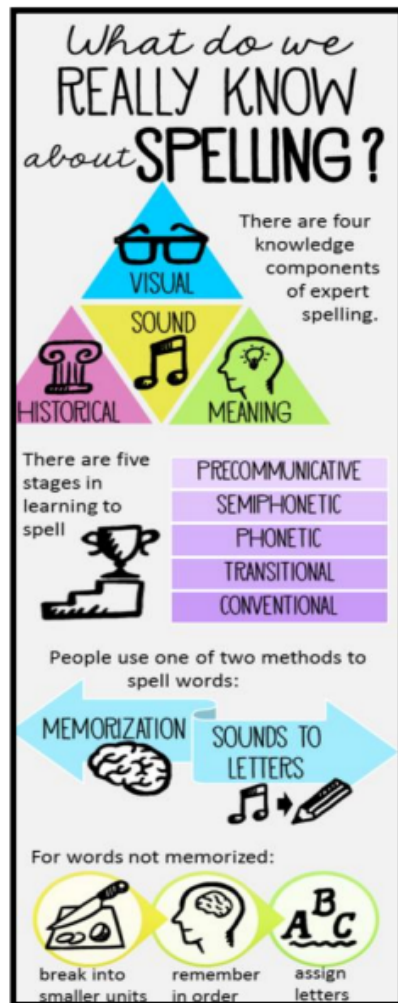 What do we
REALLY KNOW
about SPELLING?
There are four
knowledge
components
of expert
spelling.
VISUAL
SOUND
HISTORICAL
MEANING
There are five
stages in
learning to
spell
PRECOMMUNICATIVE
SEMIPHONETIC
PHONETIC
TRANSITIONAL
CONVENTIONAL
People use one of two methods to
spell words:
MEMORIZATION
SOUNDS TO
LETTERS
For words not memorized:
ABC
break into
smaller units
remember
in order
assign
letters